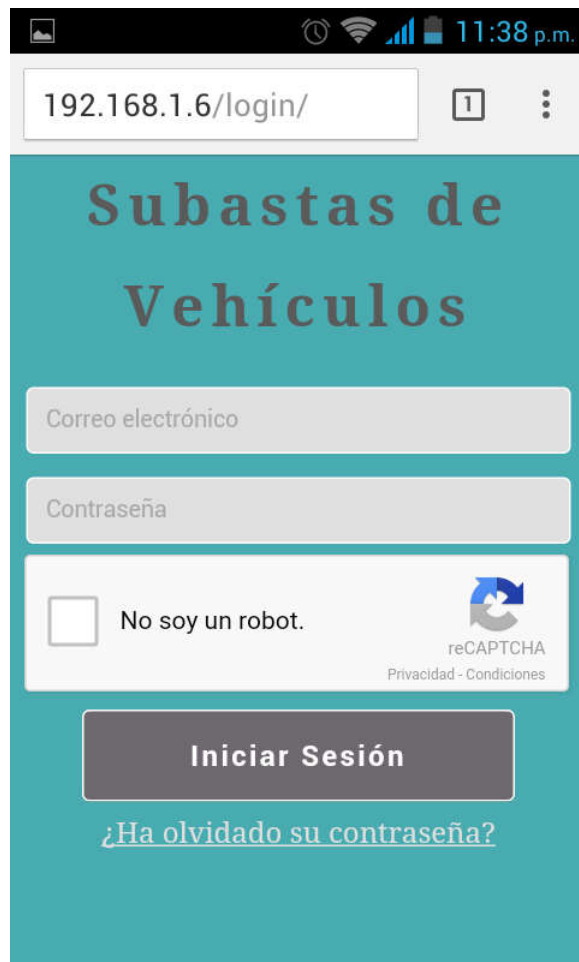 11:38 p.m.
192.168.1.6/login/
1
Subastas de
Vehículos
Correo electrónico
Contraseña
No soy un robot.
reCAPTCHA
Privacidad - Condiciones
Iniciar Sesión
¿Ha olvidado su contraseña?